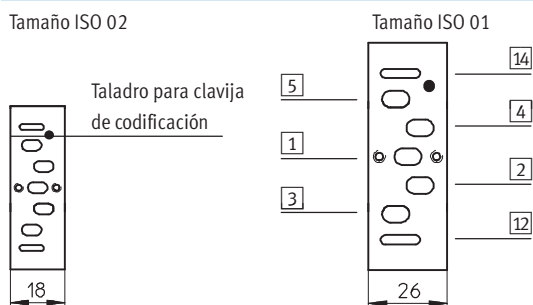 Tamaño ISO 02
Taladro para clavija
de codificación
18
Tamaño ISO 01
5
1
3
14
4
2
12
26